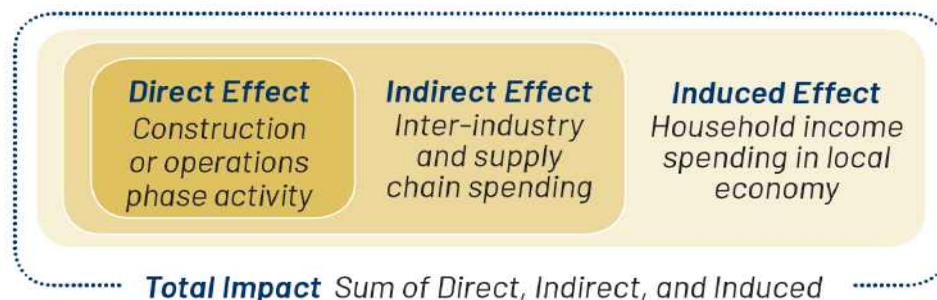 Direct Effect
Construction
or operations
phase activity
Indirect Effect
Inter-industry
and supply
chain spending
Induced Effect
Household income
spending in local
economy
Total Impact Sum of Direct, Indirect, and Induced